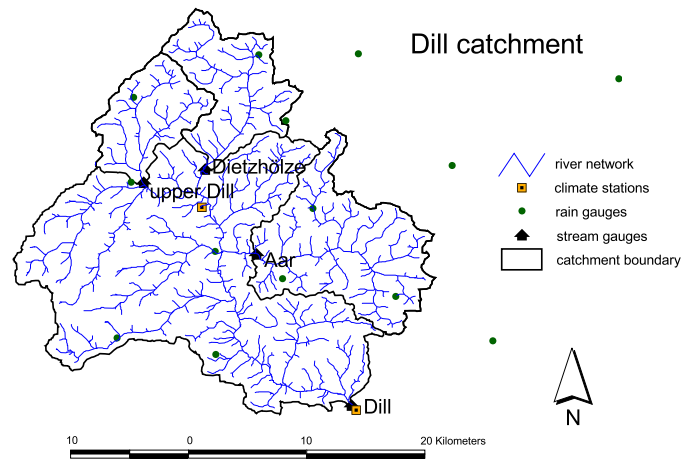 Dill catchment
Dietzhölze
upper Dill
Aar
Dill
river network
climate stations
rain gauges
stream gauges
catchment boundary
N
10 0 10 20 Kilometers